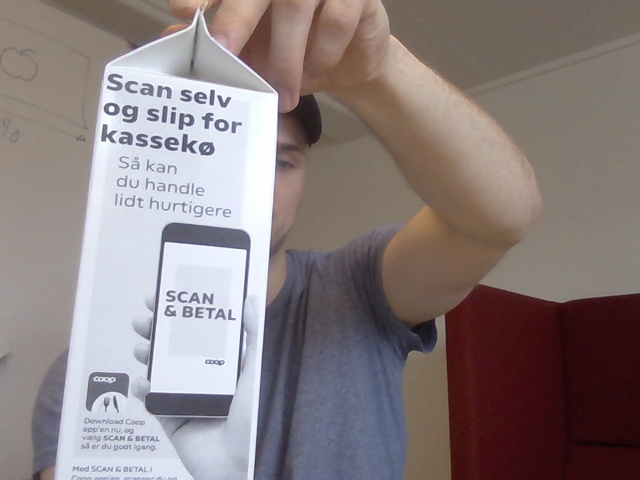 Scan selv
og slip for
kassekø
Så kan
du handle
lidt hurtigere
SCAN
& BETAL
coop
coop
Download Coop
app'en nu, og
vælg SCAN & BETAL
så er du godt igang.
Med SCAN & BETAL i